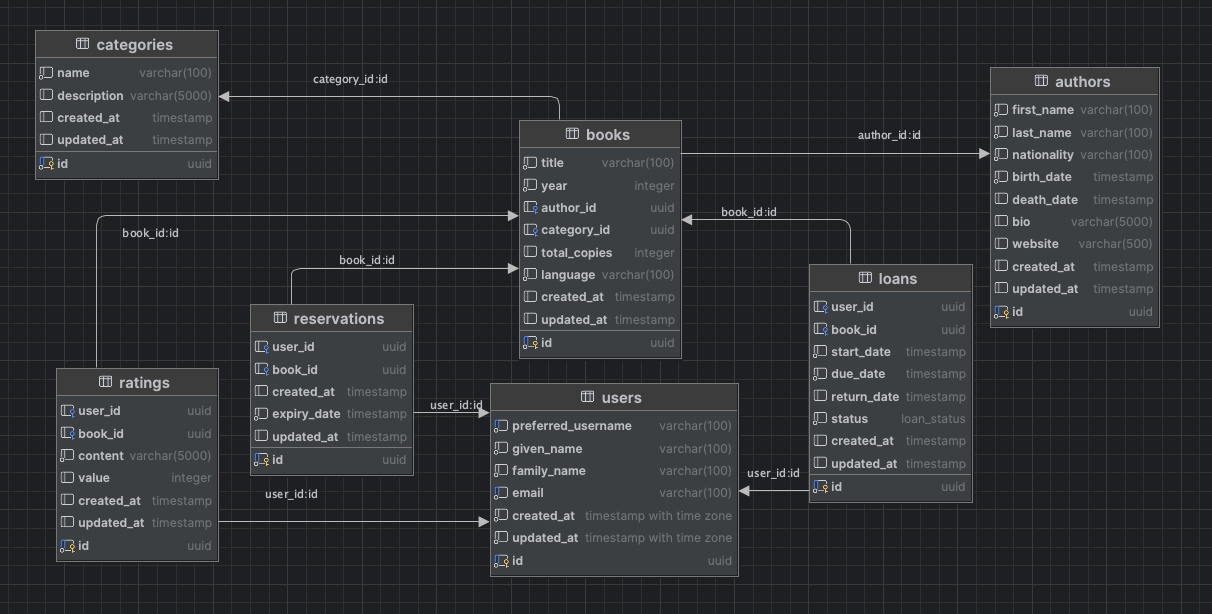 categories
name varchar(100)
description varchar(5000)
created_at timestamp
updated_at timestamp
id uuid
category_id:id
books
title varchar(100)
year integer
author_id uuid
category_id uuid
total_copies integer
language varchar(100)
created_at timestamp
updated_at timestamp
id uuid
author_id:id
authors
first_name varchar(100)
last_name varchar(100)
nationality varchar(100)
birth_date timestamp
death_date timestamp
bio varchar(5000)
website varchar(500)
created_at timestamp
updated_at timestamp
id uuid
book_id:id
book_id:id
book_id:id
loans
user_id uuid
book_id uuid
start_date timestamp
due_date timestamp
return_date timestamp
status loan_status
created_at timestamp
updated_at timestamp
id uuid
reservations
user_id uuid
book_id uuid
created_at timestamp
expiry_date timestamp
updated_at timestamp
id uuid
ratings
user_id uuid
book_id uuid
content varchar(5000)
value integer
created_at timestamp
updated_at timestamp
id uuid
user_id:id
users
preferred_username varchar(100)
given_name varchar(100)
family_name varchar(100)
email varchar(100)
created_at timestamp with time zone
updated_at timestamp with time zone
id uuid
user_id:id
user_id:id